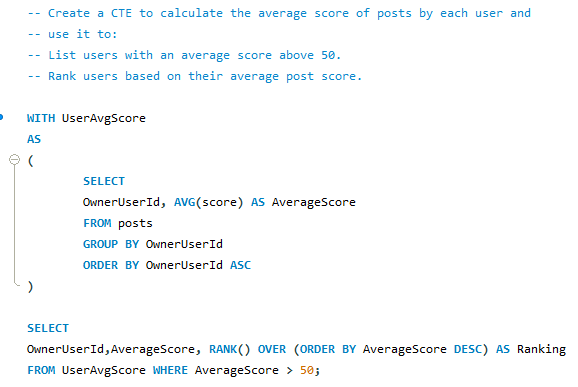 -- Create a CTE to calculate the average score of posts by each user and
-- use it to:
-- List users with an average score above 50.
-- Rank users based on their average post score.
WITH UserAvgScore
AS
(
SELECT
OwnerUserId, AVG(score) AS AverageScore
FROM posts
GROUP BY OwnerUserId
ORDER BY OwnerUserId ASC
)
SELECT
OwnerUserId,AverageScore, RANK() OVER (ORDER BY AverageScore DESC) AS Ranking
FROM UserAvgScore WHERE AverageScore > 50;